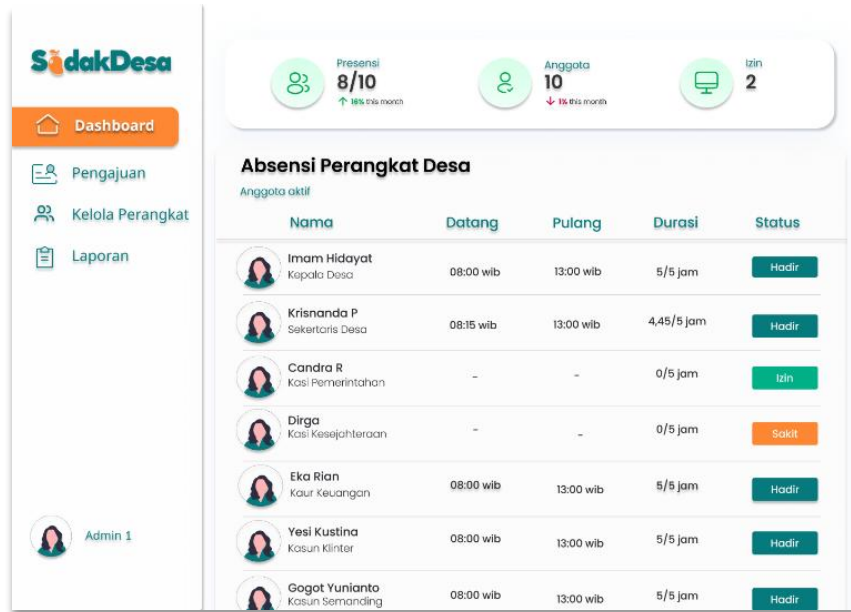 SidakDesa
Dashboard
Pengajuan
Kelola Perangkat
Laporan
Admin 1
Presensi
8/10
16% this month
Anggota
10
1% this month
Izin
2
Absensi Perangkat Desa
Anggota aktif
Nama Datang Pulang Durasi Status
Imam Hidayat
Kepala Desa
08:00 wib 13:00 wib 5/5 jam Hadir
Krisnanda P
Sekertaris Desa
08:15 wib 13:00 wib 4,45/5 jam Hadir
Candra R
Kasi Pemerintahan
- - 0/5 jam Izin
Dirga
Kasi Kesejahteraan
- - 0/5 jam Sakit
Eka Rian
Kaur Keuangan
08:00 wib 13:00 wib 5/5 jam Hadir
Yesi Kustina
Kasun Klinter
08:00 wib 13:00 wib 5/5 jam Hadir
Gogot Yunianto
Kasun Semanding
08:00 wib 13:00 wib 5/5 jam Hadir